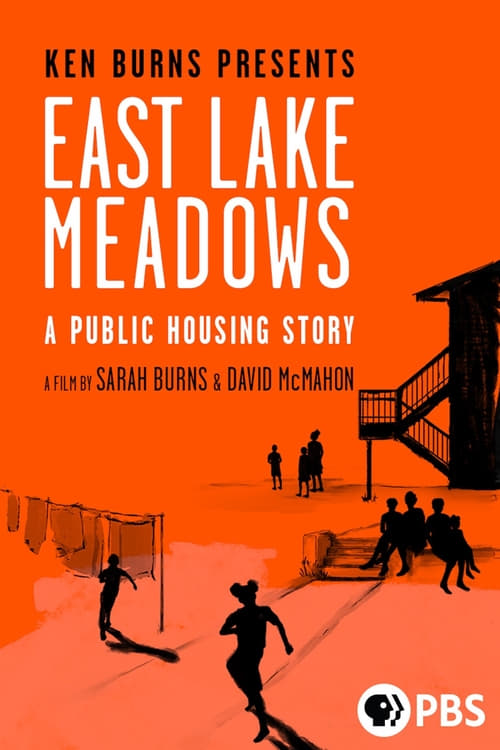 KEN BURNS PRESENTS
EAST LAKE
MEADOWS
A PUBLIC HOUSING STORY
A FILM BY SARAH BURNS & DAVID McMAHON
PBS